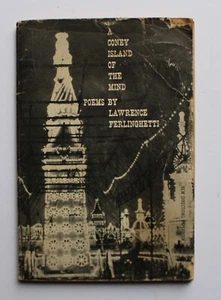 A
CONEY
ISLAND
OF
THE
MIND
POEMS BY
LAWRENCE
FERLINGHETTI